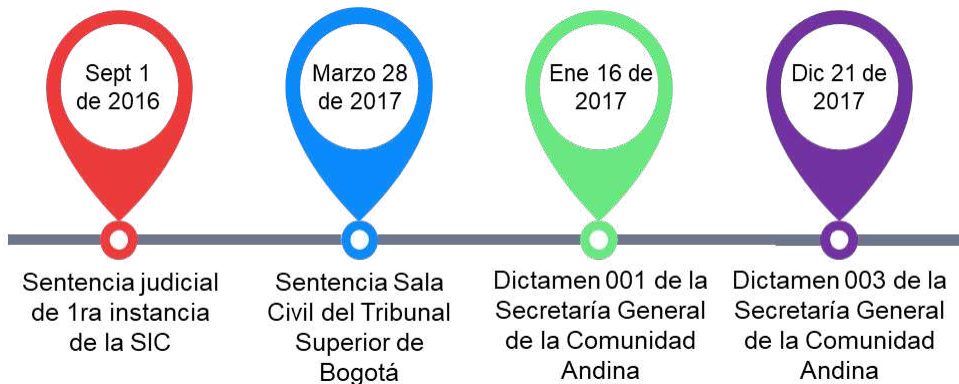 Sept 1
de 2016
Sentencia judicial
de 1ra instancia
de la SIC
Marzo 28
de 2017
Sentencia Sala
Civil del Tribunal
Superior de
Bogotá
Ene 16 de
2017
Dictamen 001 de la
Secretaría General
de la Comunidad
Andina
Dic 21 de
2017
Dictamen 003 de la
Secretaría General
de la Comunidad
Andina